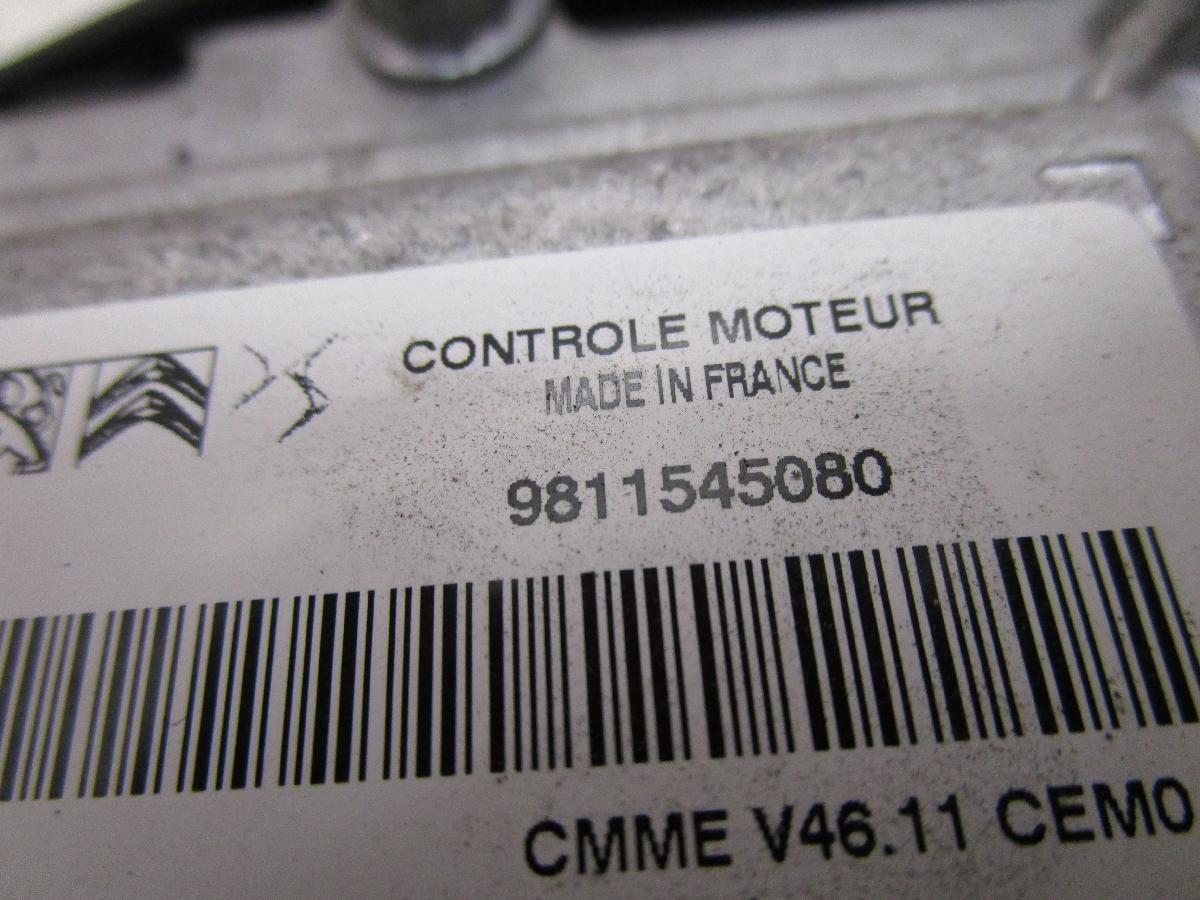 CONTROLE MOTEUR
MADE IN FRANCE
9811545080
CMME V46.11 CEM0